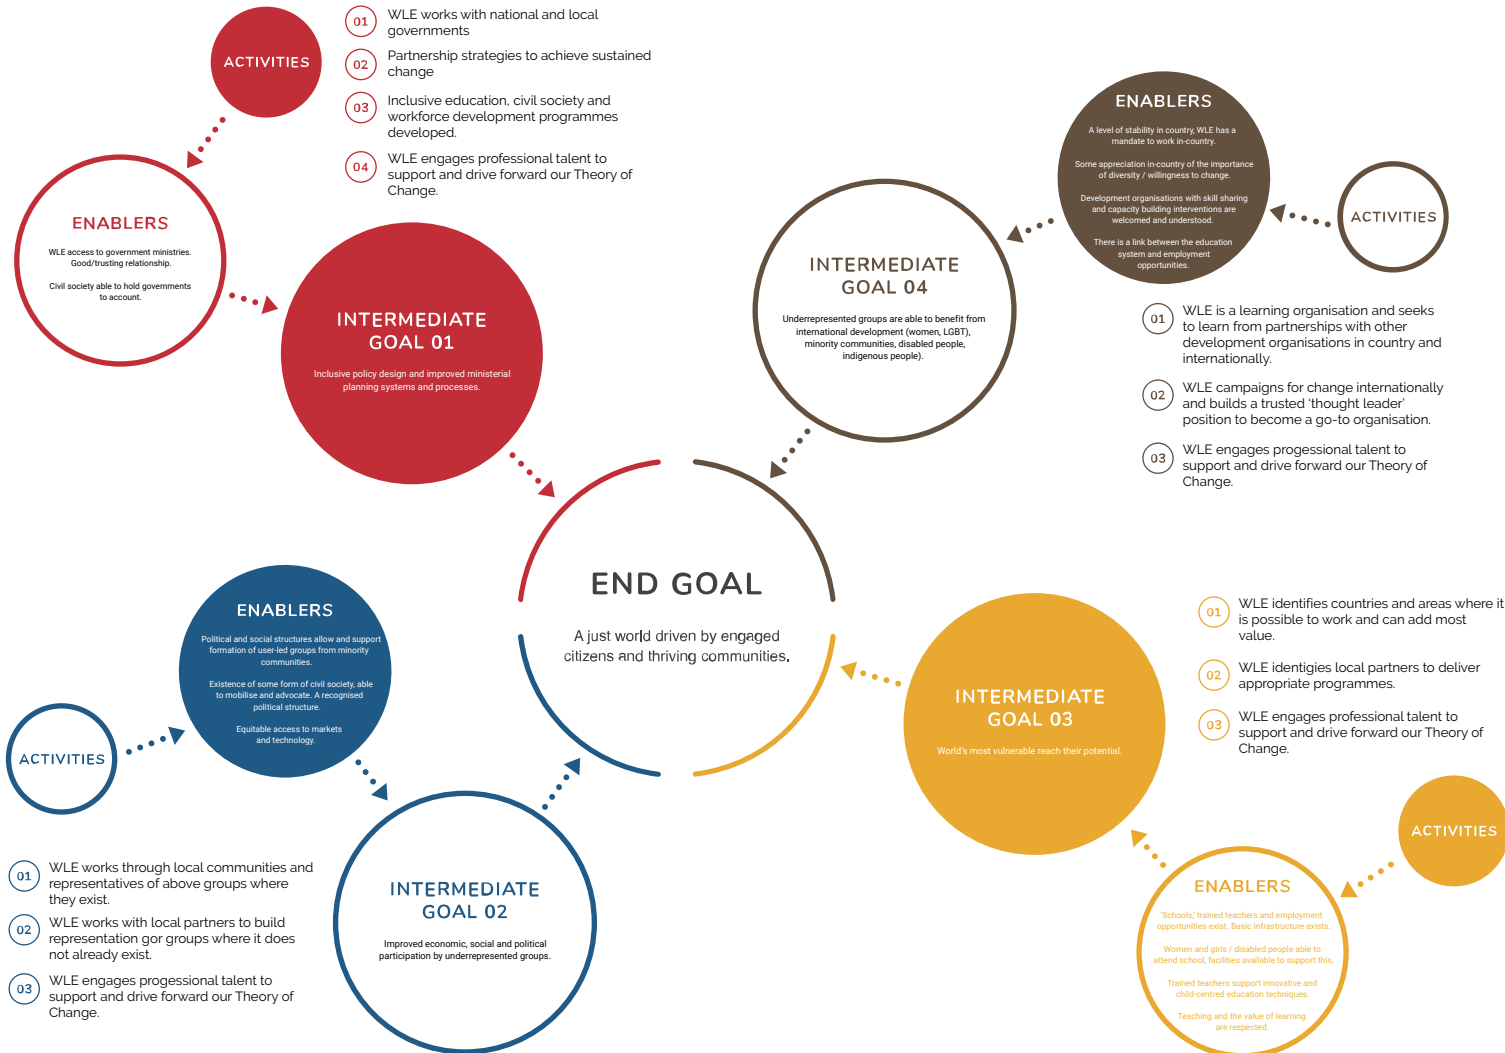 ACTIVITIES
01
WLE works with national and local
governments
02
Partnership strategies to achieve sustained
change
03
Inclusive education, civil society and
workforce development programmes
developed.
04
WLE engages professional talent to
support and drive forward our Theory of
Change.
ENABLERS
WLE access to government ministries.
Good/trusting relationship.
Civil society able to hold governments
to account.
INTERMEDIATE
GOAL 01
Inclusive policy design and improved ministerial
planning systems and processes.
ENABLERS
A level of stability in country, WLE has a
mandate to work in-country.
Some appreciation in-country of the importance
of diversity / willingness to change.
Development organisations with skill sharing
and capacity building interventions are
welcomed and understood.
There is a link between the education
system and employment
opportunities.
ACTIVITIES
INTERMEDIATE
GOAL 04
Underrepresented groups are able to benefit from
international development (women, LGBT),
minority communities, disabled people,
indigenous people).
01
WLE is a learning organisation and seeks
to learn from partnerships with other
development organisations in country and
internationally.
02
WLE campaigns for change internationally
and builds a trusted ‘thought leader’
position to become a go-to organisation.
03
WLE engages progessional talent to
support and drive forward our Theory of
Change.
END GOAL
A just world driven by engaged
citizens and thriving communities.
ENABLERS
Political and social structures allow and support
formation of user-led groups from minority
communities.
Existence of some form of civil society, able
to mobilise and advocate. A recognised
political structure.
Equitable access to markets
and technology.
ACTIVITIES
01
WLE works through local communities and
representatives of above groups where
they exist.
02
WLE works with local partners to build
representation gor groups where it does
not already exist.
03
WLE engages progessional talent to
support and drive forward our Theory of
Change.
INTERMEDIATE
GOAL 02
Improved economic, social and political
participation by underrepresented groups.
INTERMEDIATE
GOAL 03
World's most vulnerable reach their potential.
01
WLE identifies countries and areas where it
is possible to work and can add most
value.
02
WLE identigies local partners to deliver
appropriate programmes.
03
WLE engages professional talent to
support and drive forward our Theory of
Change.
ACTIVITIES
ENABLERS
'Schools,' trained teachers and employment
opportunities exist. Basic infrastructure exists.
Women and girls / disabled people able to
attend school, facilities available to support this.
Trained teachers support innovative and
child-centred education techniques.
Teaching and the value of learning
are respected.